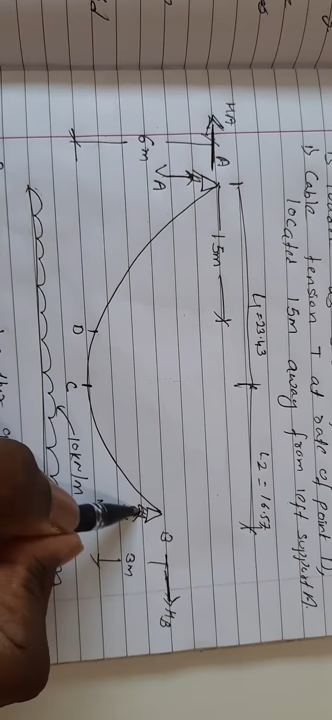 i) Cable tension T at rate of point D,
located 15m away from left support A.
L1 = 23.43
L2 = 16.57
HA
A
15m
B
HB
VA
6m
3m
D
C
10kN/m